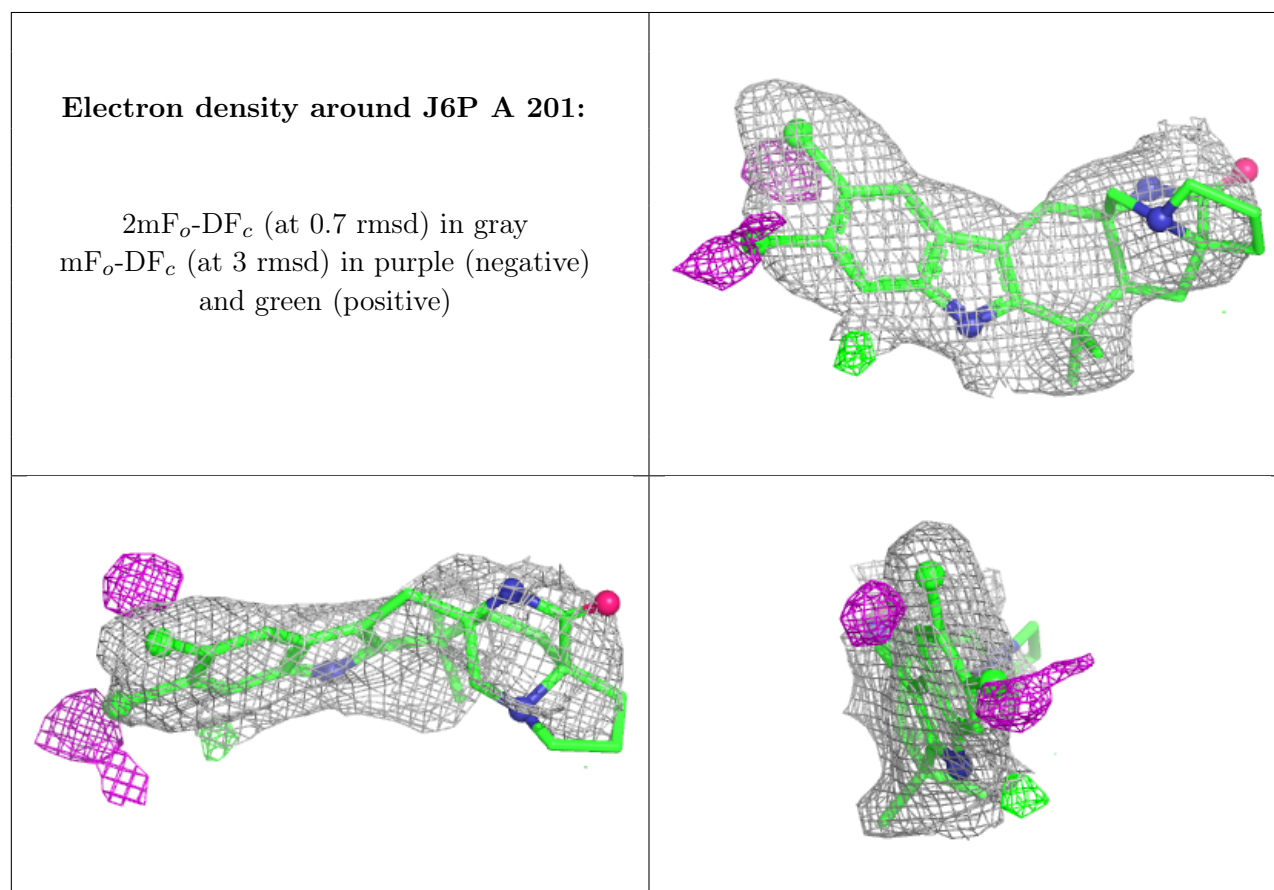 Electron density around J6P A 201:
2mFo-DFc (at 0.7 rmsd) in gray
mFo-DFc (at 3 rmsd) in purple (negative)
and green (positive)